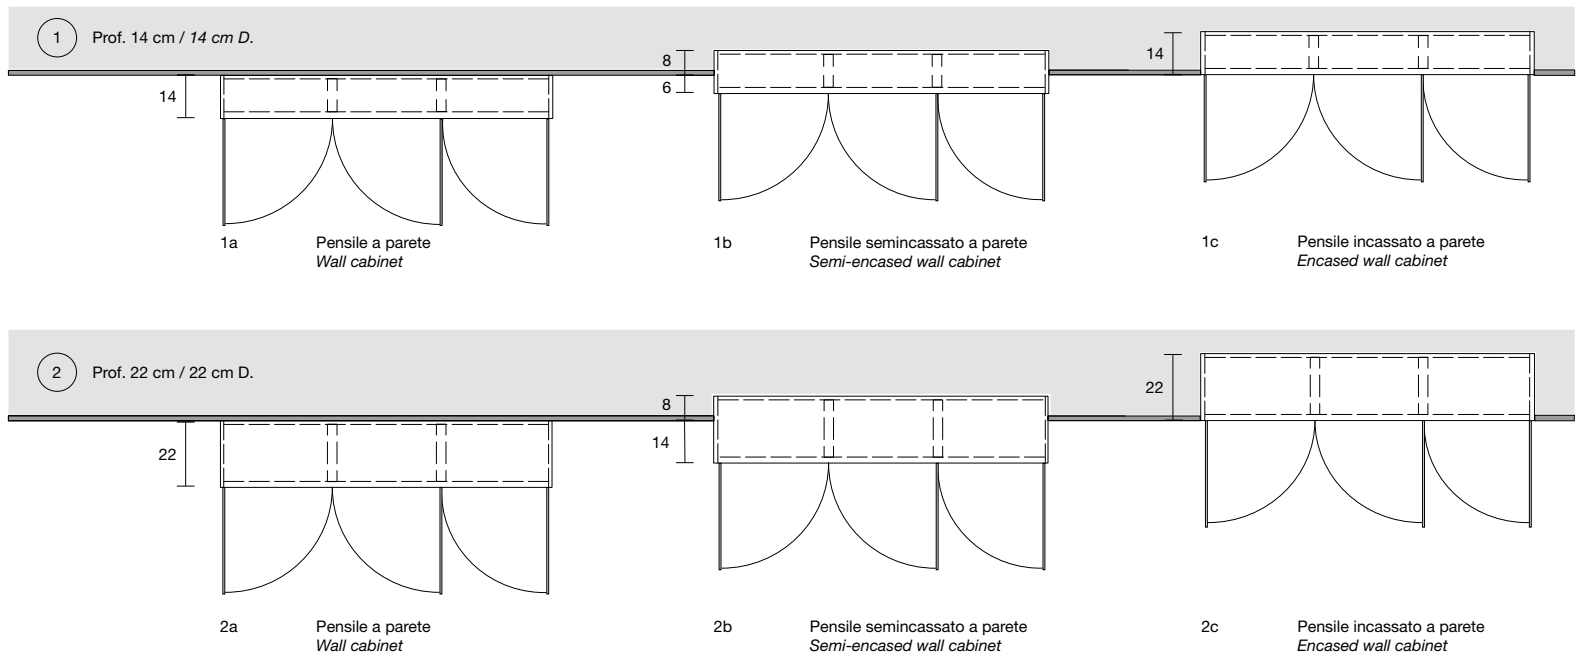 1 Prof. 14 cm / 14 cm D.
14
8
6
14
1a Pensile a parete
Wall cabinet
1b Pensile semincassato a parete
Semi-encased wall cabinet
1c Pensile incassato a parete
Encased wall cabinet
2 Prof. 22 cm / 22 cm D.
22
8
14
22
2a Pensile a parete
Wall cabinet
2b Pensile semincassato a parete
Semi-encased wall cabinet
2c Pensile incassato a parete
Encased wall cabinet